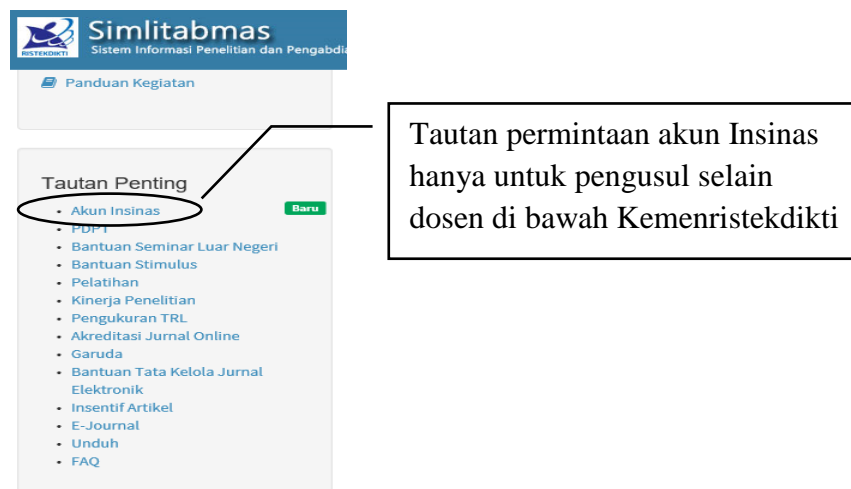 Simlitabmas
RISTEKDIKTI
Sistem Informasi Penelitian dan Pengabdia
Panduan Kegiatan
Tautan permintaan akun Insinas
hanya untuk pengusul selain
dosen di bawah Kemenristekdikti
Tautan Penting
• Akun Insinas
Baru
• PDPT
• Bantuan Seminar Luar Negeri
• Bantuan Stimulus
• Pelatihan
• Kinerja Penelitian
• Pengukuran TRL
• Akreditasi Jurnal Online
• Garuda
• Bantuan Tata Kelola Jurnal
Elektronik
• Insentif Artikel
• E-Journal
• Unduh
• FAQ